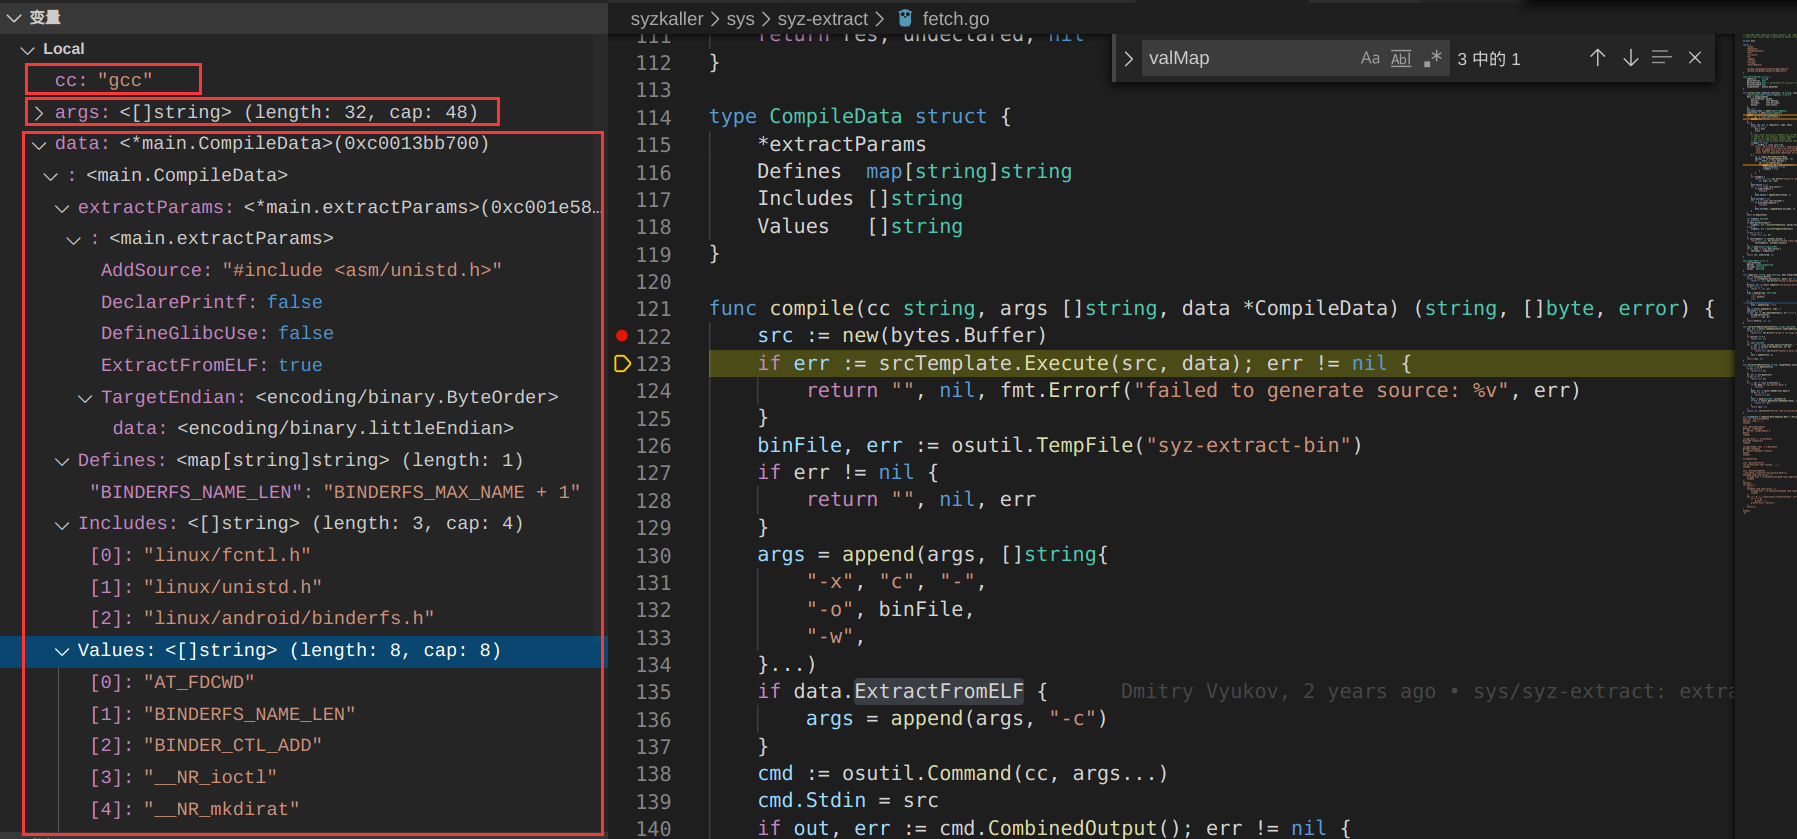 变量
Local
cc: "gcc"
args: <[]string> (length: 32, cap: 48)
data: <*main.CompileData>(0xc0013bb700)
: <main.CompileData>
extractParams: <*main.extractParams>(0xc001e58…
: <main.extractParams>
AddSource: "#include <asm/unistd.h>"
DeclarePrintf: false
DefineGlibcUse: false
ExtractFromELF: true
TargetEndian: <encoding/binary.ByteOrder>
data: <encoding/binary.littleEndian>
Defines: <map[string]string> (length: 1)
"BINDERFS_NAME_LEN": "BINDERFS_MAX_NAME + 1"
Includes: <[]string> (length: 3, cap: 4)
[0]: "linux/fcntl.h"
[1]: "linux/unistd.h"
[2]: "linux/android/binderfs.h"
Values: <[]string> (length: 8, cap: 8)
[0]: "AT_FDCWD"
[1]: "BINDERFS_NAME_LEN"
[2]: "BINDER_CTL_ADD"
[3]: "__NR_ioctl"
[4]: "__NR_mkdirat"
syzkaller > sys > syz-extract > fetch.go
valMap Aa Abl .* 3 中的 1
111 return res, undeclared, nil
112 }
113
114 type CompileData struct {
115 *extractParams
116 Defines map[string]string
117 Includes []string
118 Values []string
119 }
120
121 func compile(cc string, args []string, data *CompileData) (string, []byte, error) {
122 src := new(bytes.Buffer)
123 if err := srcTemplate.Execute(src, data); err != nil {
124 return "", nil, fmt.Errorf("failed to generate source: %v", err)
125 }
126 binFile, err := osutil.TempFile("syz-extract-bin")
127 if err != nil {
128 return "", nil, err
129 }
130 args = append(args, []string{
131 "-x", "c", "-",
132 "-o", binFile,
133 "-w",
134 }...)
135 if data.ExtractFromELF { Dmitry Vyukov, 2 years ago • sys/syz-extract: extra
136 args = append(args, "-c")
137 }
138 cmd := osutil.Command(cc, args...)
139 cmd.Stdin = src
140 if out, err := cmd.CombinedOutput(); err != nil {